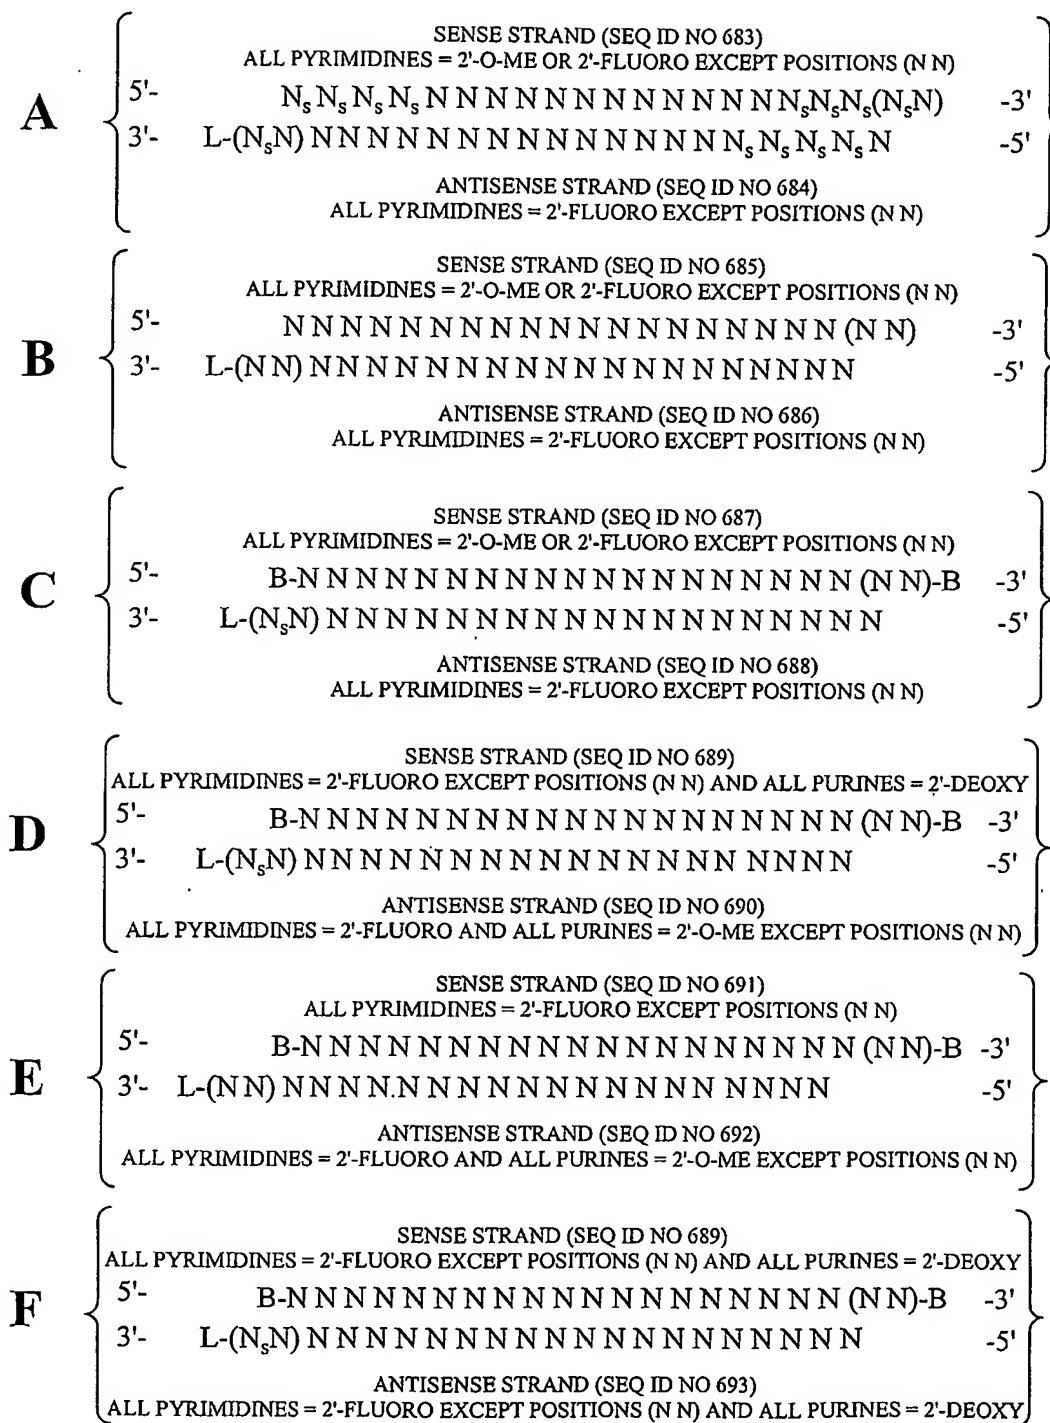 A
SENSE STRAND (SEQ ID NO 683)
ALL PYRIMIDINES = 2'-O-ME OR 2'-FLUORO EXCEPT POSITIONS (N N)
5'- NₛNₛNₛNₛN N N N N N N N N N N N NₛNₛNₛ(NₛN) -3'
3'- L-(NₛN) N N N N N N N N N N N N N N Nₛ Nₛ Nₛ Nₛ N -5'
ANTISENSE STRAND (SEQ ID NO 684)
ALL PYRIMIDINES = 2'-FLUORO EXCEPT POSITIONS (N N)
B
SENSE STRAND (SEQ ID NO 685)
ALL PYRIMIDINES = 2'-O-ME OR 2'-FLUORO EXCEPT POSITIONS (N N)
5'- N N N N N N N N N N N N N N N N N N N (N N) -3'
3'- L-(N N) N N N N N N N N N N N N N N N N N N N -5'
ANTISENSE STRAND (SEQ ID NO 686)
ALL PYRIMIDINES = 2'-FLUORO EXCEPT POSITIONS (N N)
C
SENSE STRAND (SEQ ID NO 687)
ALL PYRIMIDINES = 2'-O-ME OR 2'-FLUORO EXCEPT POSITIONS (N N)
5'- B-N N N N N N N N N N N N N N N N N N N (N N)-B -3'
3'- L-(NₛN) N N N N N N N N N N N N N N N N N N N -5'
ANTISENSE STRAND (SEQ ID NO 688)
ALL PYRIMIDINES = 2'-FLUORO EXCEPT POSITIONS (N N)
D
SENSE STRAND (SEQ ID NO 689)
ALL PYRIMIDINES = 2'-FLUORO EXCEPT POSITIONS (N N) AND ALL PURINES = 2'-DEOXY
5'- B-N N N N N N N N N N N N N N N N N N N (N N)-B -3'
3'- L-(NₛN) N N N N N N N N N N N N N N N N N N N -5'
ANTISENSE STRAND (SEQ ID NO 690)
ALL PYRIMIDINES = 2'-FLUORO AND ALL PURINES = 2'-O-ME EXCEPT POSITIONS (N N)
E
SENSE STRAND (SEQ ID NO 691)
ALL PYRIMIDINES = 2'-FLUORO EXCEPT POSITIONS (N N)
5'- B-N N N N N N N N N N N N N N N N N N N (N N)-B -3'
3'- L-(N N) N N N N N N N N N N N N N N N N N N N -5'
ANTISENSE STRAND (SEQ ID NO 692)
ALL PYRIMIDINES = 2'-FLUORO AND ALL PURINES = 2'-O-ME EXCEPT POSITIONS (N N)
F
SENSE STRAND (SEQ ID NO 689)
ALL PYRIMIDINES = 2'-FLUORO EXCEPT POSITIONS (N N) AND ALL PURINES = 2'-DEOXY
5'- B-N N N N N N N N N N N N N N N N N N N (N N)-B -3'
3'- L-(NₛN) N N N N N N N N N N N N N N N N N N N -5'
ANTISENSE STRAND (SEQ ID NO 693)
ALL PYRIMIDINES = 2'-FLUORO EXCEPT POSITIONS (N N) AND ALL PURINES = 2'-DEOXY